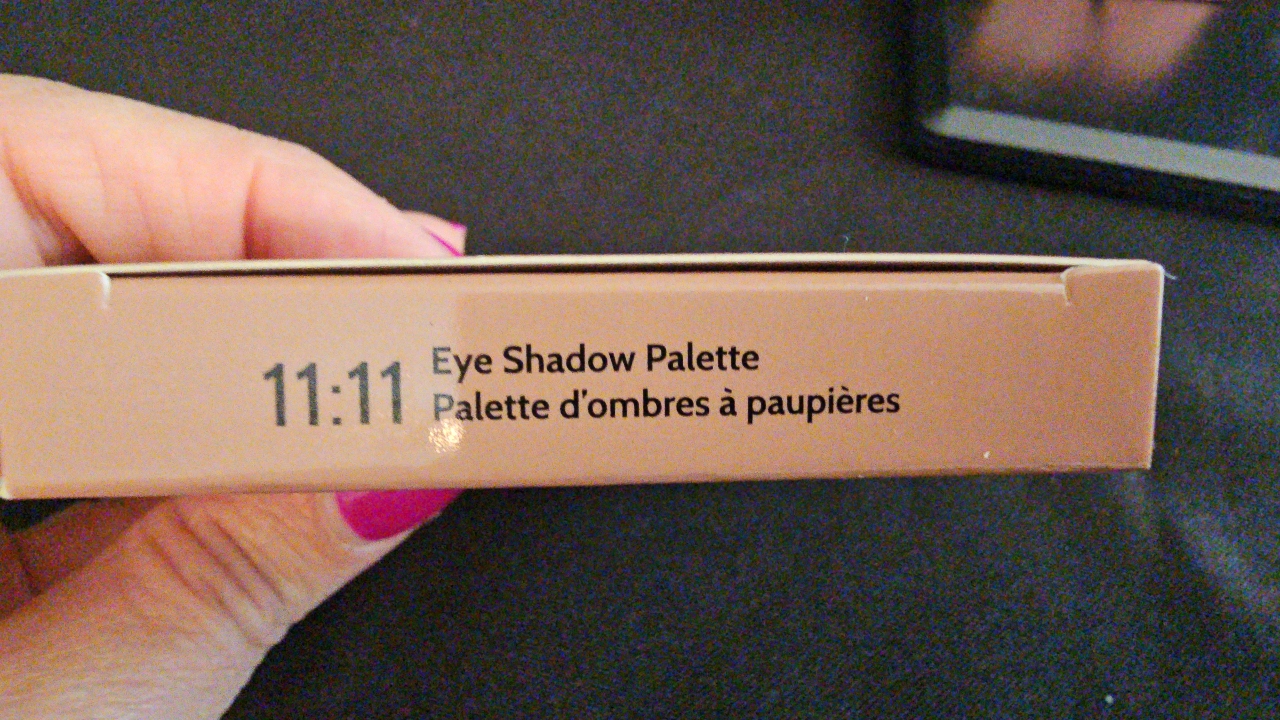 11:11
Eye Shadow Palette
Palette d'ombres à paupières